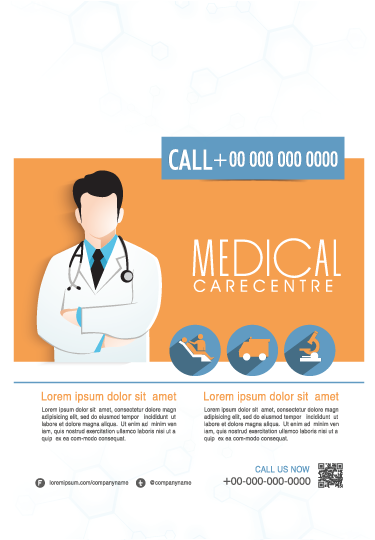 CALL+00 000 000 0000
MEDICAL
CARECENTRE
Lorem ipsum dolor sit amet
Lorem ipsum dolor sit amet, consectetur dolore magn
adipiscing elit, sed do eiusmod tempor incididunt ut
labore et dolore magna aliqua. Ut enim ad minim ven
iam, quis nostrud exercitation ullamco laboris nisi ut a
quip ex ea com-modo consequat.
Lorem ipsum dolor sit amet
Lorem ipsum dolor sit amet, consectetur dolore magn
adipiscing elit, sed do eiusmod tempor incididunt ut
labore et dolore magna aliqua. Ut enim ad minim ven
iam, quis nostrud exercitation ullamco laboris nisi ut a
quip ex ea com-modo consequat.
f loremipsum.com/companyname
t @companyname
CALL US NOW
+00-000-000-0000